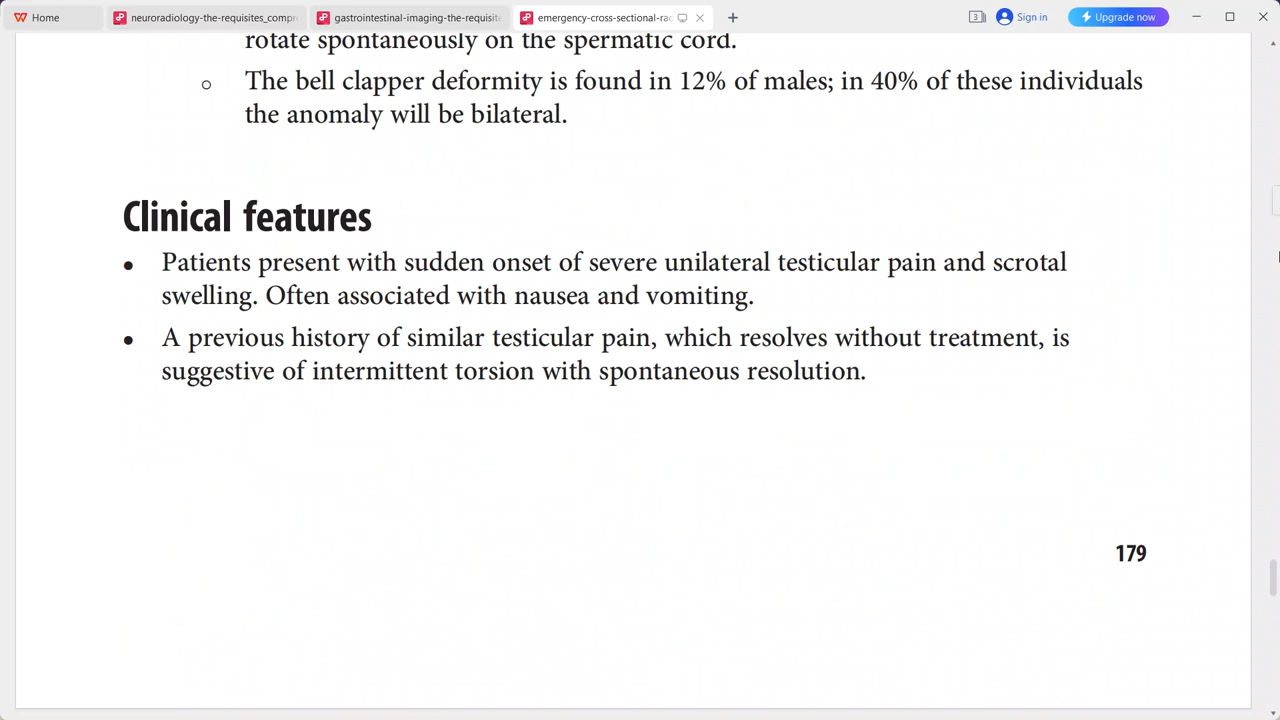 Home
neuroradiology-the-requisites_compr
gastrointestinal-imaging-the-requisite
emergency-cross-sectional-rac
3
Sign in
Upgrade now
rotate spontaneously on the spermatic cord.
The bell clapper deformity is found in 12% of males; in 40% of these individuals
the anomaly will be bilateral.
Clinical features
Patients present with sudden onset of severe unilateral testicular pain and scrotal
swelling. Often associated with nausea and vomiting.
A previous history of similar testicular pain, which resolves without treatment, is
suggestive of intermittent torsion with spontaneous resolution.
179